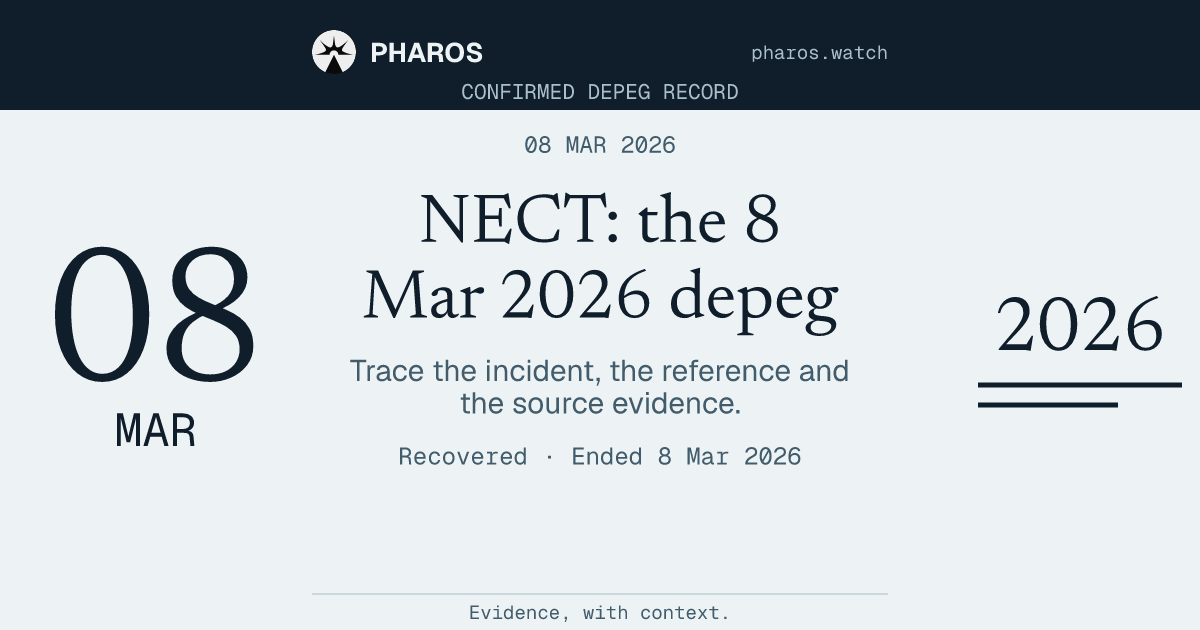 PHAROS
pharos.watch
CONFIRMED DEPEG RECORD
08 MAR 2026
08
MAR
NECT: the 8
Mar 2026 depeg
Trace the incident, the reference and
the source evidence.
Recovered · Ended 8 Mar 2026
2026
Evidence, with context.